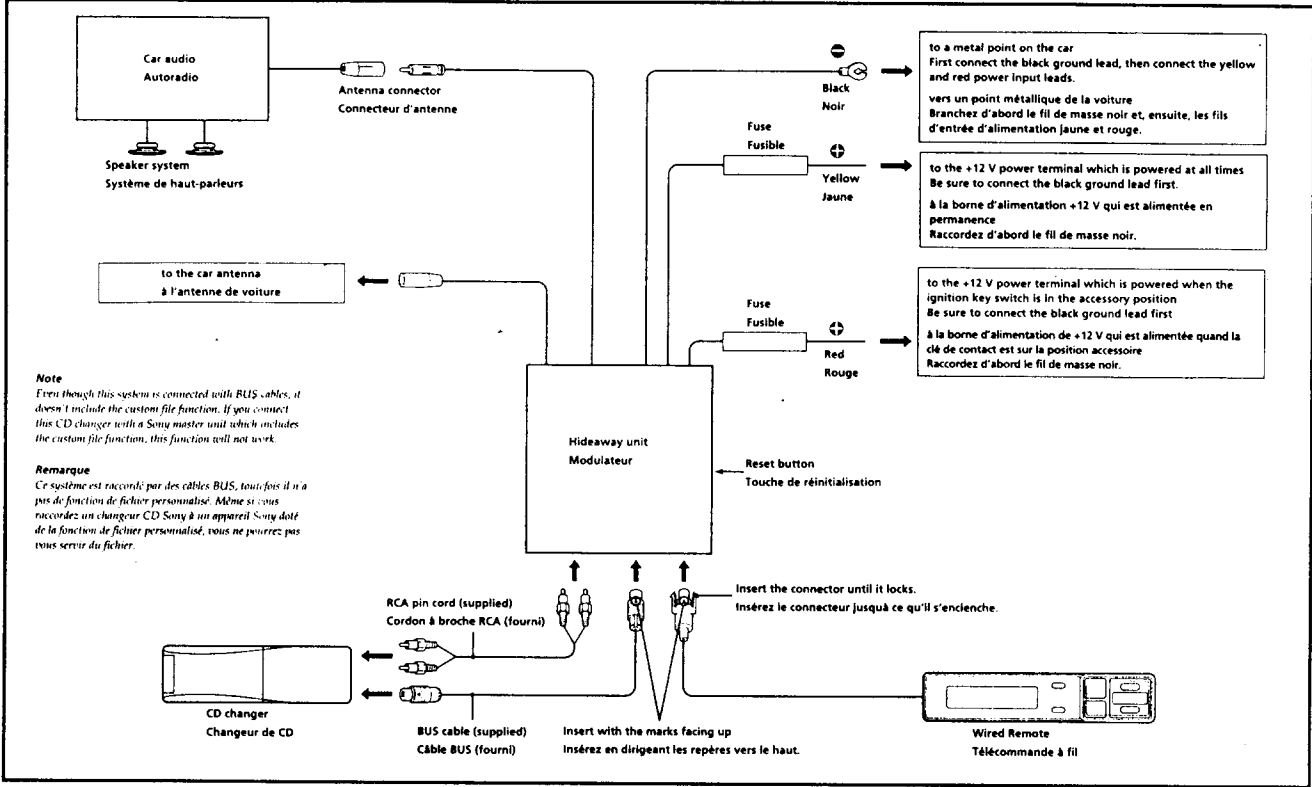 Car audio
Autoradio
Antenna connector
Connecteur d'antenne
Speaker system
Système de haut-parleurs
Black
Noir
to a metal point on the car
First connect the black ground lead, then connect the yellow
and red power input leads.
vers un point métallique de la voiture
Branchez d'abord le fil de masse noir et, ensuite, les fils
d'entrée d'alimentation jaune et rouge.
Fuse
Fusible
Yellow
Jaune
to the +12 V power terminal which is powered at all times
Be sure to connect the black ground lead first.
à la borne d'alimentation +12 V qui est alimentée en
permanence
Raccordez d'abord le fil de masse noir.
to the car antenna
à l'antenne de voiture
Fuse
Fusible
Red
Rouge
to the +12 V power terminal which is powered when the
ignition key switch is in the accessory position
Be sure to connect the black ground lead first
à la borne d'alimentation de +12 V qui est alimentée quand la
clé de contact est sur la position accessoire
Raccordez d'abord le fil de masse noir.
Note
Even though this system is connected with BUS cables, it
doesn't include the custom file function. If you connect
this CD changer with a Sony master unit which includes
the custom file function, this function will not work.
Remarque
Ce système est raccordé par des câbles BUS, toutefois il n'a
pas de fonction de fichier personnalisé. Même si vous
raccordez un changeur CD Sony à un appareil Sony doté
de la fonction de fichier personnalisé, vous ne pourrez pas
vous servir du fichier.
Hideaway unit
Modulateur
Reset button
Touche de réinitialisation
Insert the connector until it locks.
Insérez le connecteur jusquà ce qu'il s'encienche.
RCA pin cord (supplied)
Cordon à broche RCA (fourni)
CD changer
Changeur de CD
BUS cable (supplied)
Câble BUS (fourni)
Insert with the marks facing up
Insérez en dirigeant les repères vers le haut.
Wired Remote
Télécommande à fil